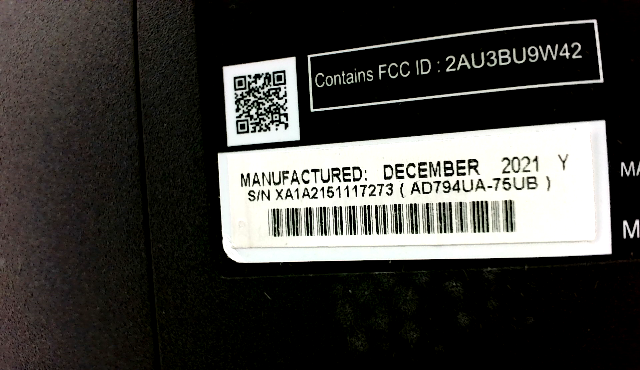 Contains FCC ID : 2AU3BU9W42
MANUFACTURED: DECEMBER 2021 Y
S/N XA1A2151117273 ( AD794UA-75UB )